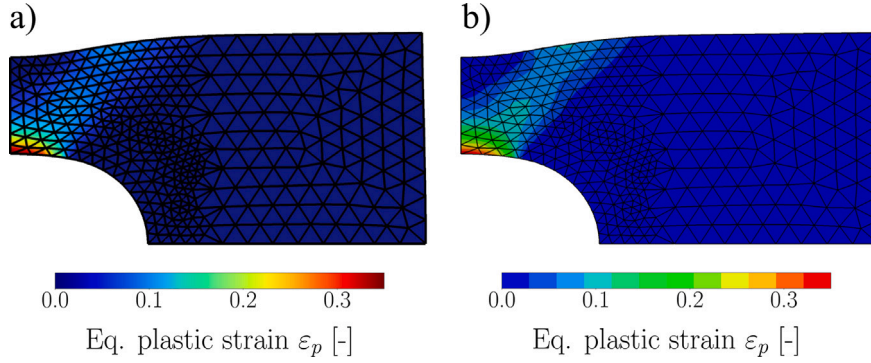 a)
b)
0.0 0.1 0.2 0.3
Eq. plastic strain εₚ [-]
0.0 0.1 0.2 0.3
Eq. plastic strain εₚ [-]